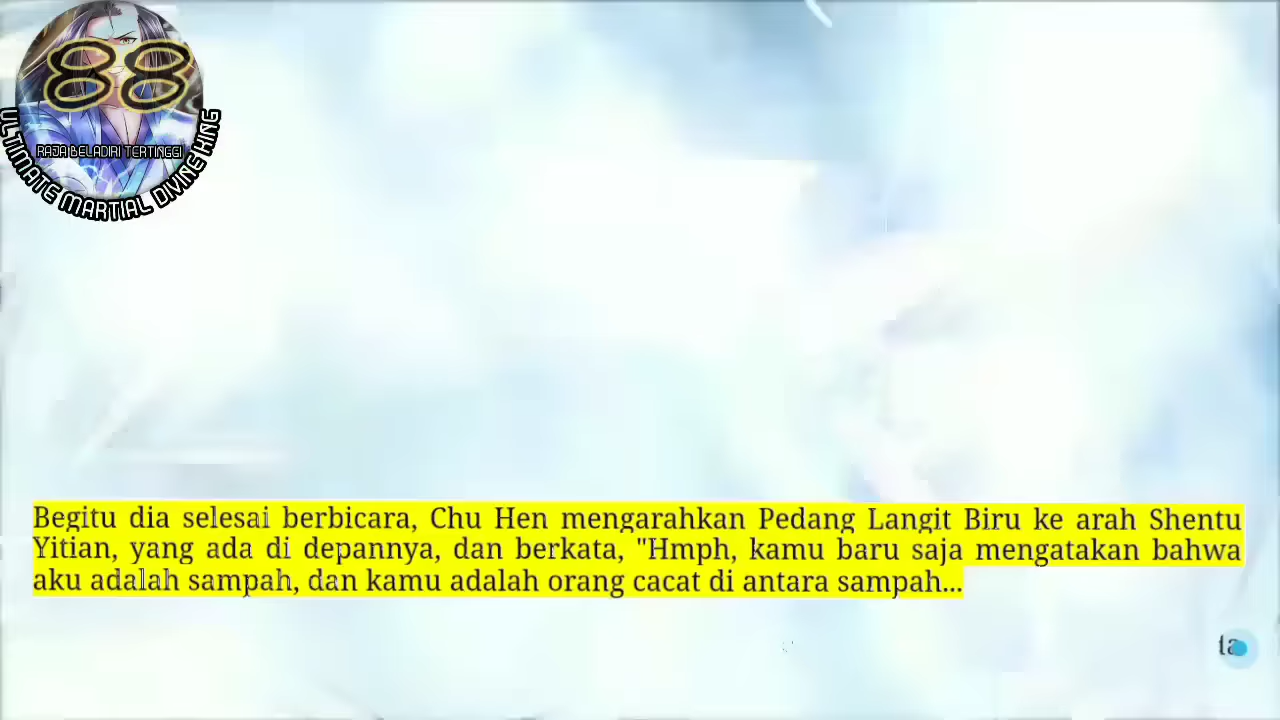 88
RAJA BELADIRI TERTINGGI
ULTIMATE MARTIAL DIVINE KING
Begitu dia selesai berbicara, Chu Hen mengarahkan Pedang Langit Biru ke arah Shentu
Yitian, yang ada di depannya, dan berkata, "Hmph, kamu baru saja mengatakan bahwa
aku adalah sampah, dan kamu adalah orang cacat di antara sampah...